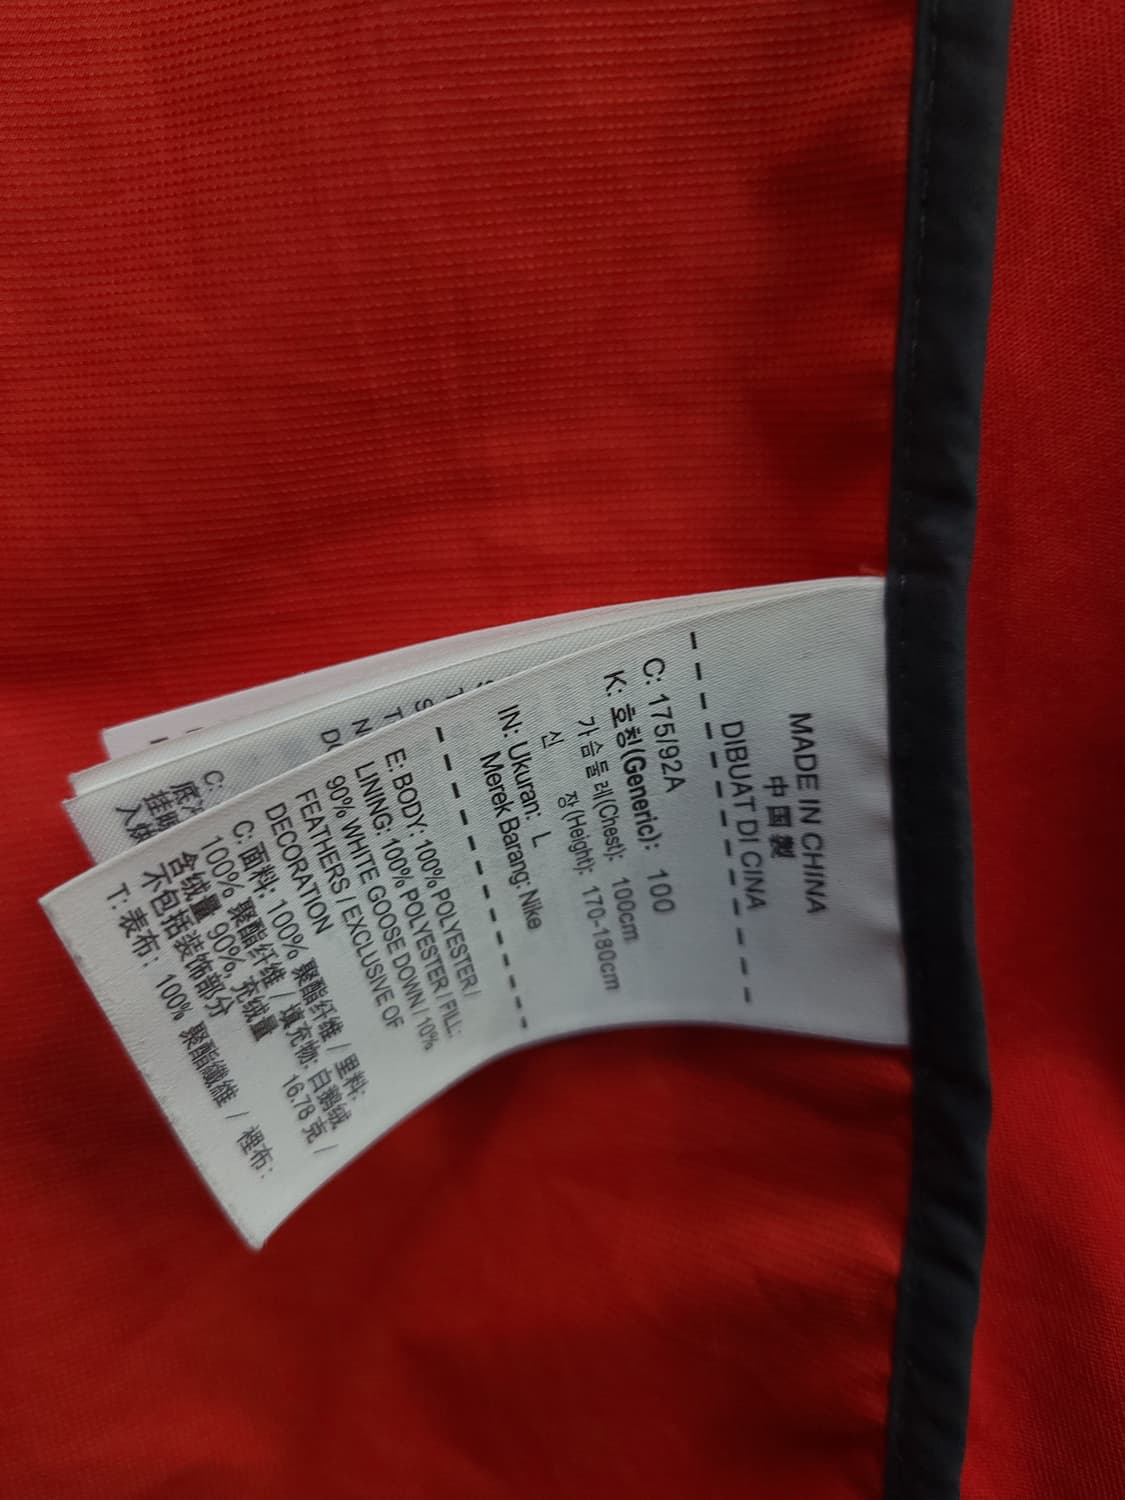 MADE IN CHINA
中国製
DIBUAT DI CINA
C: 175/92A
K: 호칭(Generic): 100
가슴둘레(Chest): 100cm
신 장(Height): 170-180cm
IN: Ukuran: L
Merek Barang: Nike
E: BODY: 100% POLYESTER /
LINING: 100% POLYESTER / FILL:
90% WHITE GOOSE DOWN / 10%
FEATHERS / EXCLUSIVE OF
DECORATION
C: 面料: 100% 聚酯纤维 / 里料:
100% 聚酯纤维 / 填充物: 白鹅绒
含绒量 90%, 充绒量 16.78 克 /
不包括装饰部分
T: 表布: 100% 聚酯纖維 / 裡布:
C: